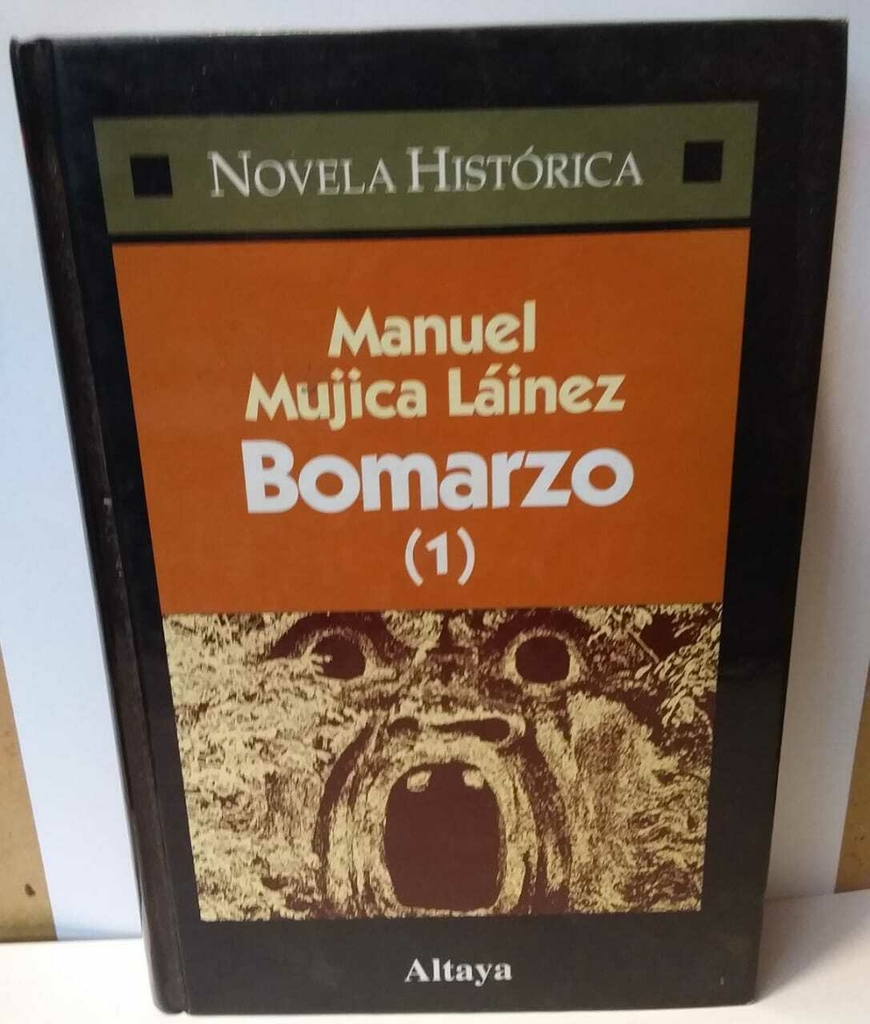 NOVELA HISTÓRICA
Manuel
Mujica Láinez
Bomarzo
(1)
Altaya